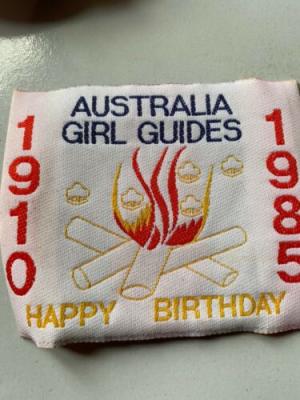 AUSTRALIA
GIRL GUIDES
1910
1985
HAPPY BIRTHDAY